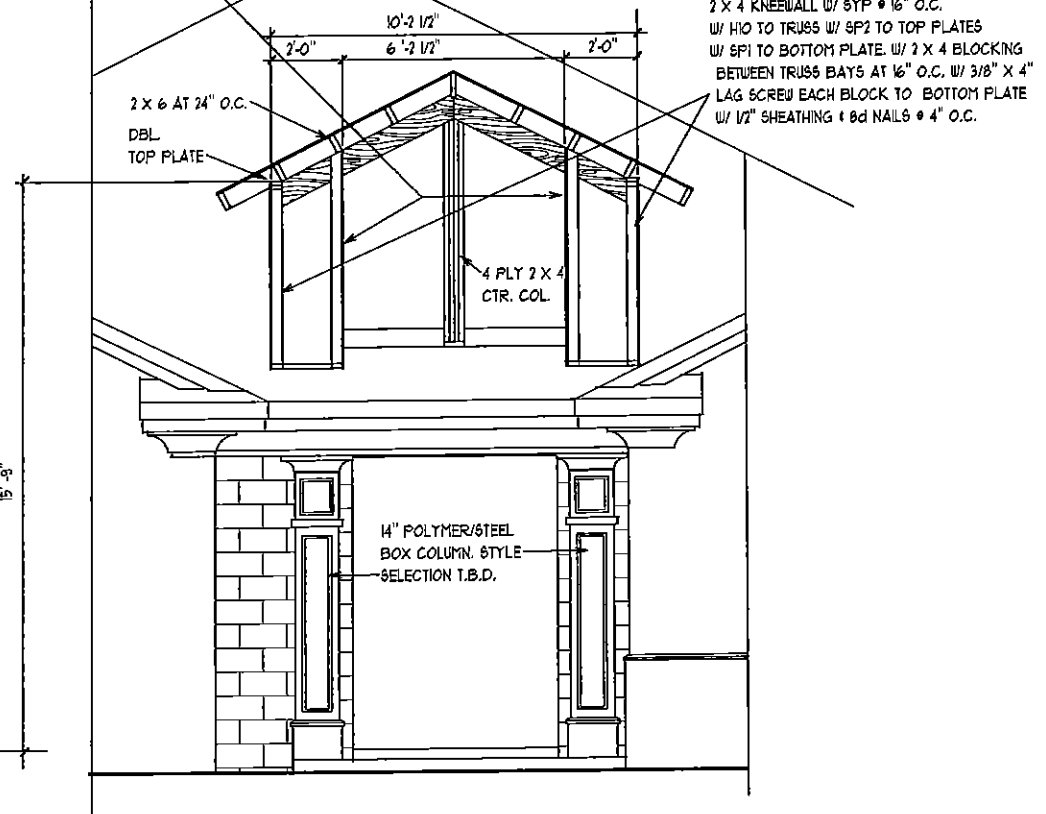 2 X 4 KNEEWALL W/ SYP @ 16" O.C.
W/ H10 TO TRUSS W/ SP2 TO TOP PLATES
W/ SP1 TO BOTTOM PLATE. W/ 2 X 4 BLOCKING
BETWEEN TRUSS BAYS AT 16" O.C. W/ 3/8" X 4"
LAG SCREW EACH BLOCK TO BOTTOM PLATE
W/ 1/2" SHEATHING & 8d NAILS @ 4" O.C.
10'-2 1/2"
2'-0"
6'-2 1/2"
2'-0"
2 X 6 AT 24" O.C.
DBL.
TOP PLATE
4 PLY 2 X 4
CTR. COL.
15'-9"
14" POLYMER/STEEL
BOX COLUMN. STYLE
SELECTION T.B.D.